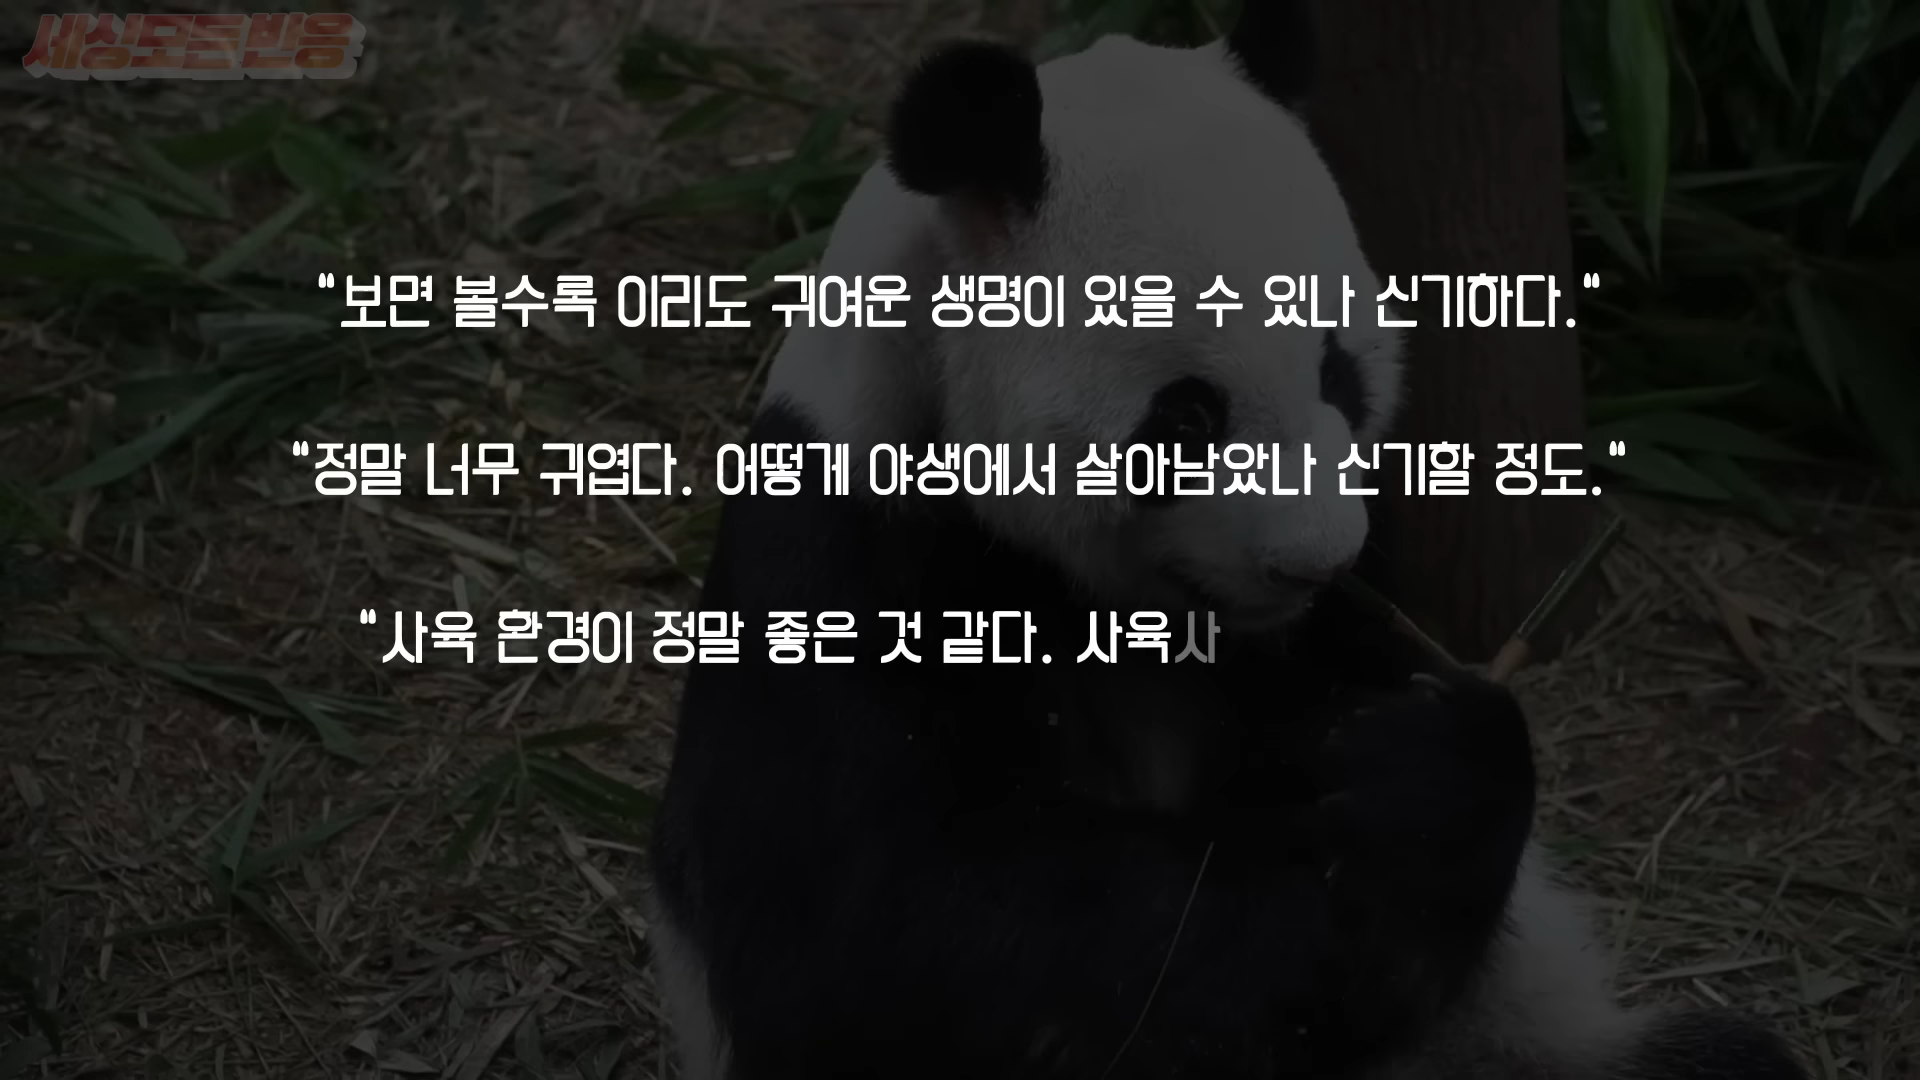 세상모든반응
"보면 볼수록 이리도 귀여운 생명이 있을 수 있나 신기하다."
"정말 너무 귀엽다. 어떻게 야생에서 살아남았나 신기할 정도."
"사육 환경이 정말 좋은 것 같다. 사육사